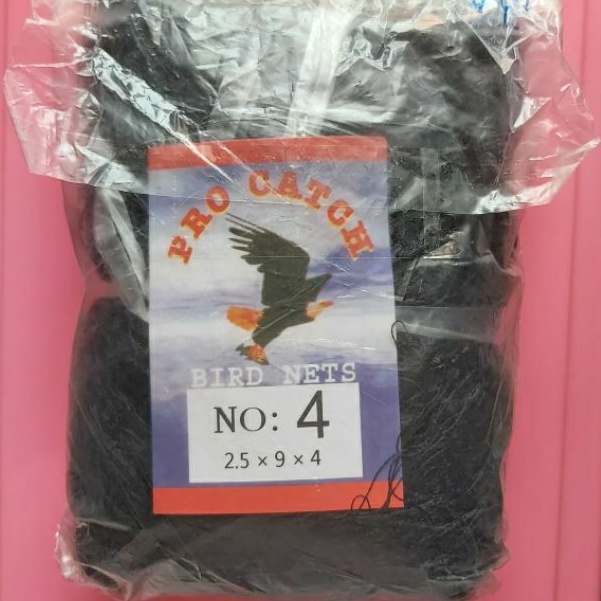 PRO CATCH
BIRD NETS
NO: 4
2.5 × 9 × 4